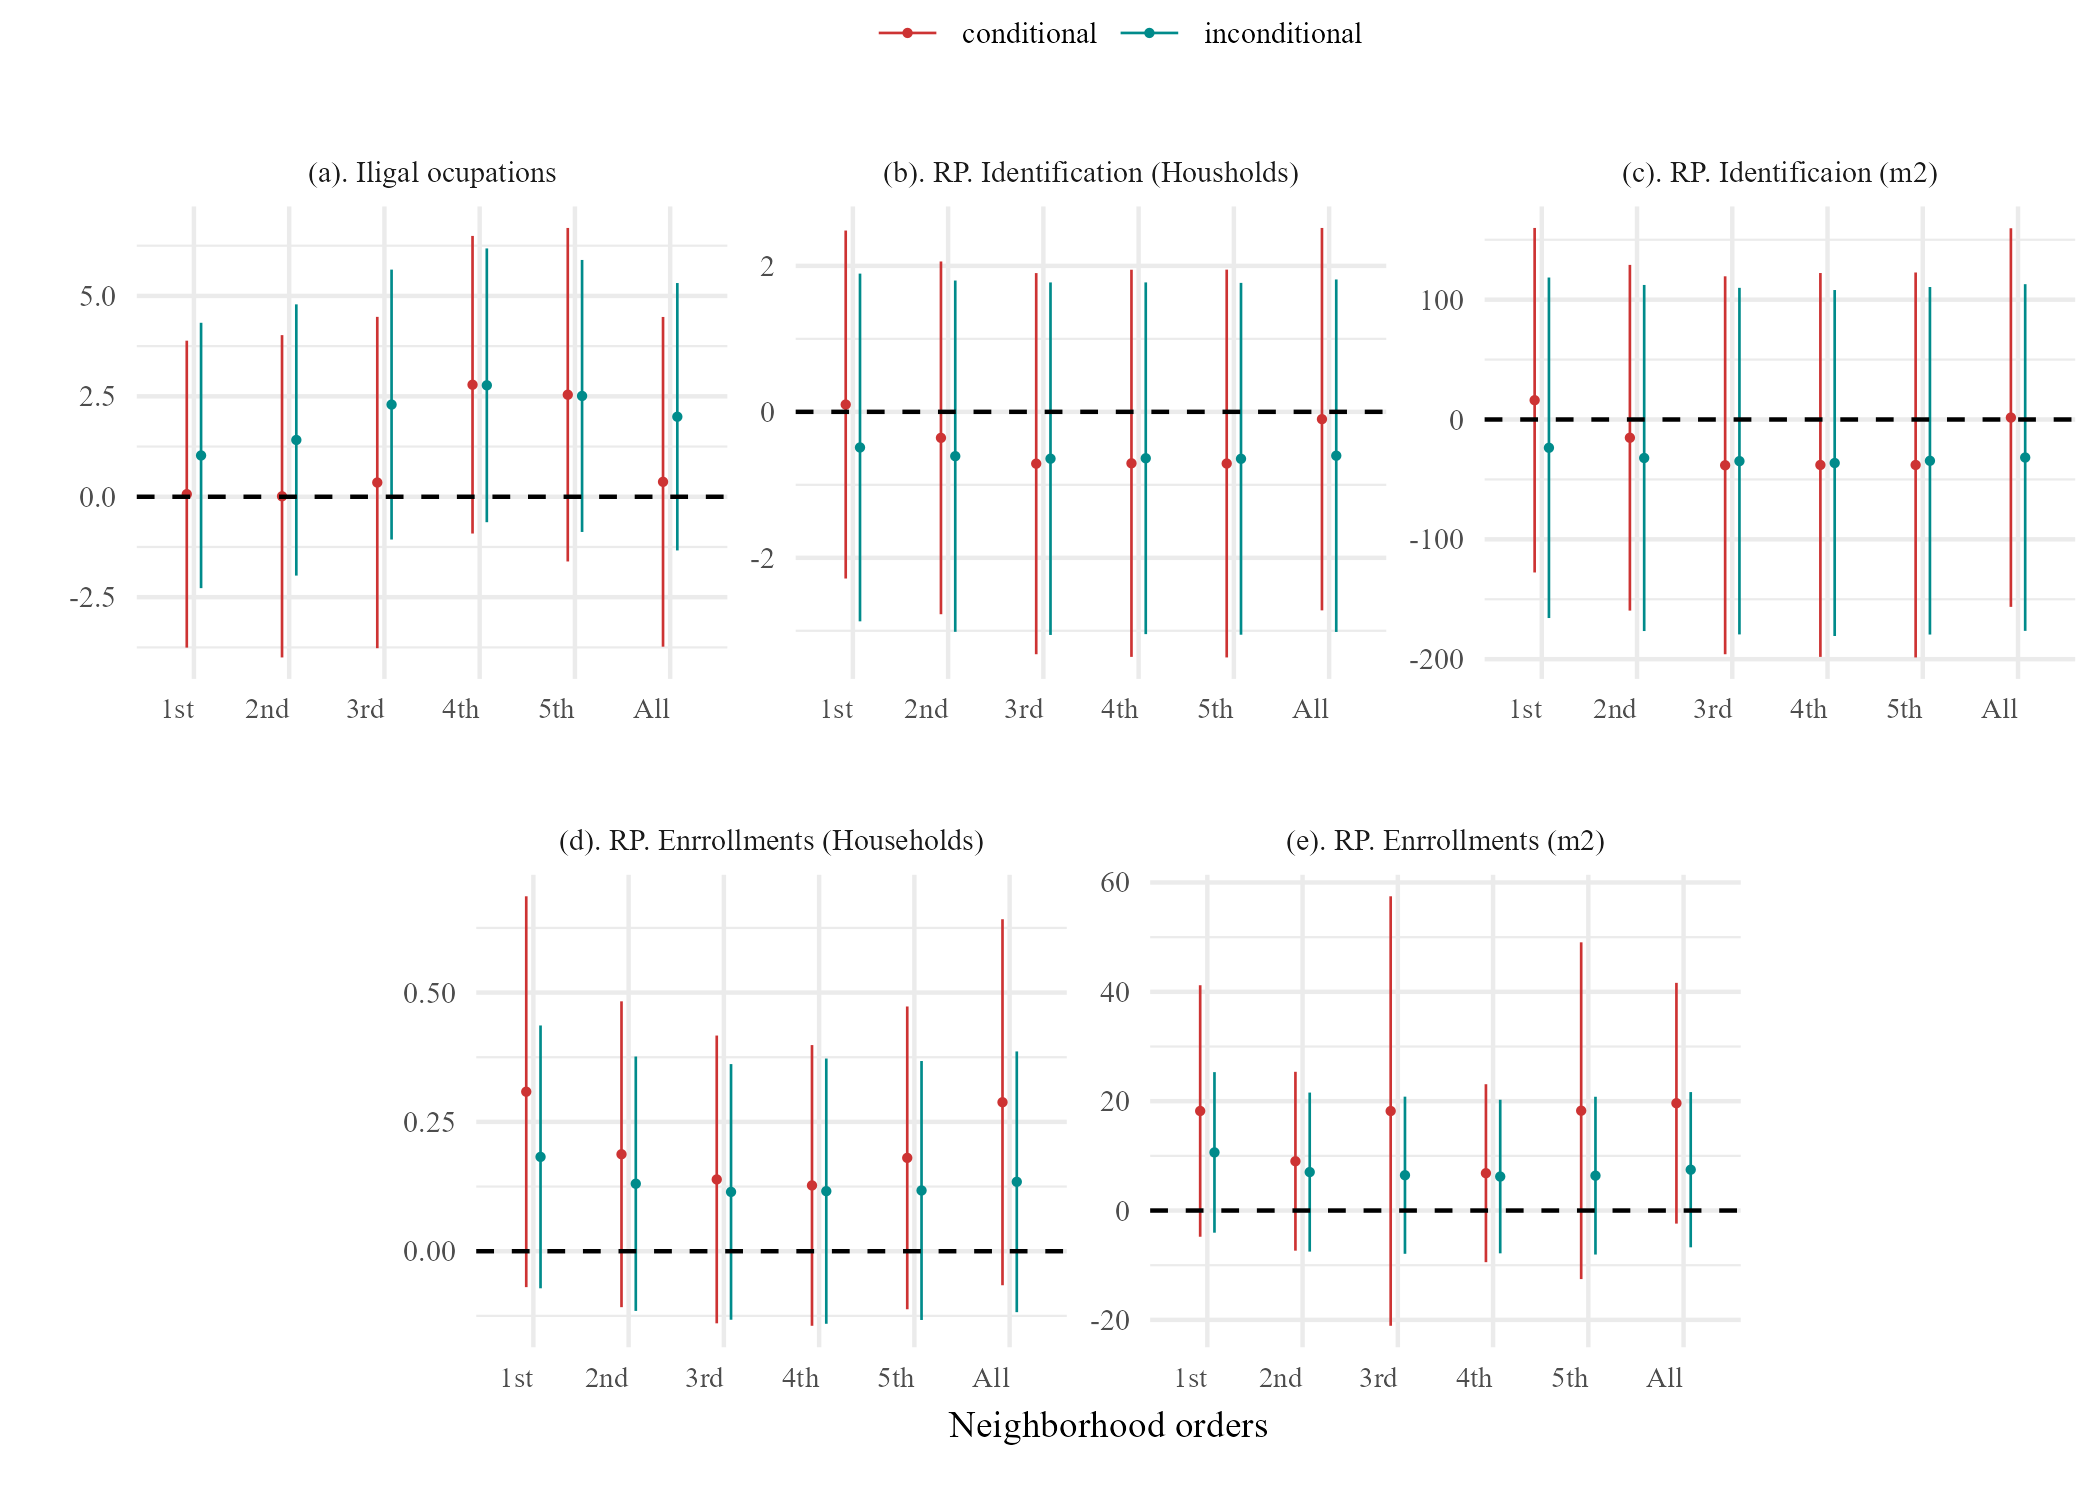 conditional inconditional
(a). Iligal ocupations
5.0
2.5
0.0
-2.5
1st 2nd 3rd 4th 5th All
(b). RP. Identification (Housholds)
2
0
-2
1st 2nd 3rd 4th 5th All
(c). RP. Identificaion (m2)
100
0
-100
-200
1st 2nd 3rd 4th 5th All
(d). RP. Enrrollments (Households)
0.50
0.25
0.00
1st 2nd 3rd 4th 5th All
(e). RP. Enrrollments (m2)
60
40
20
0
-20
1st 2nd 3rd 4th 5th All
Neighborhood orders